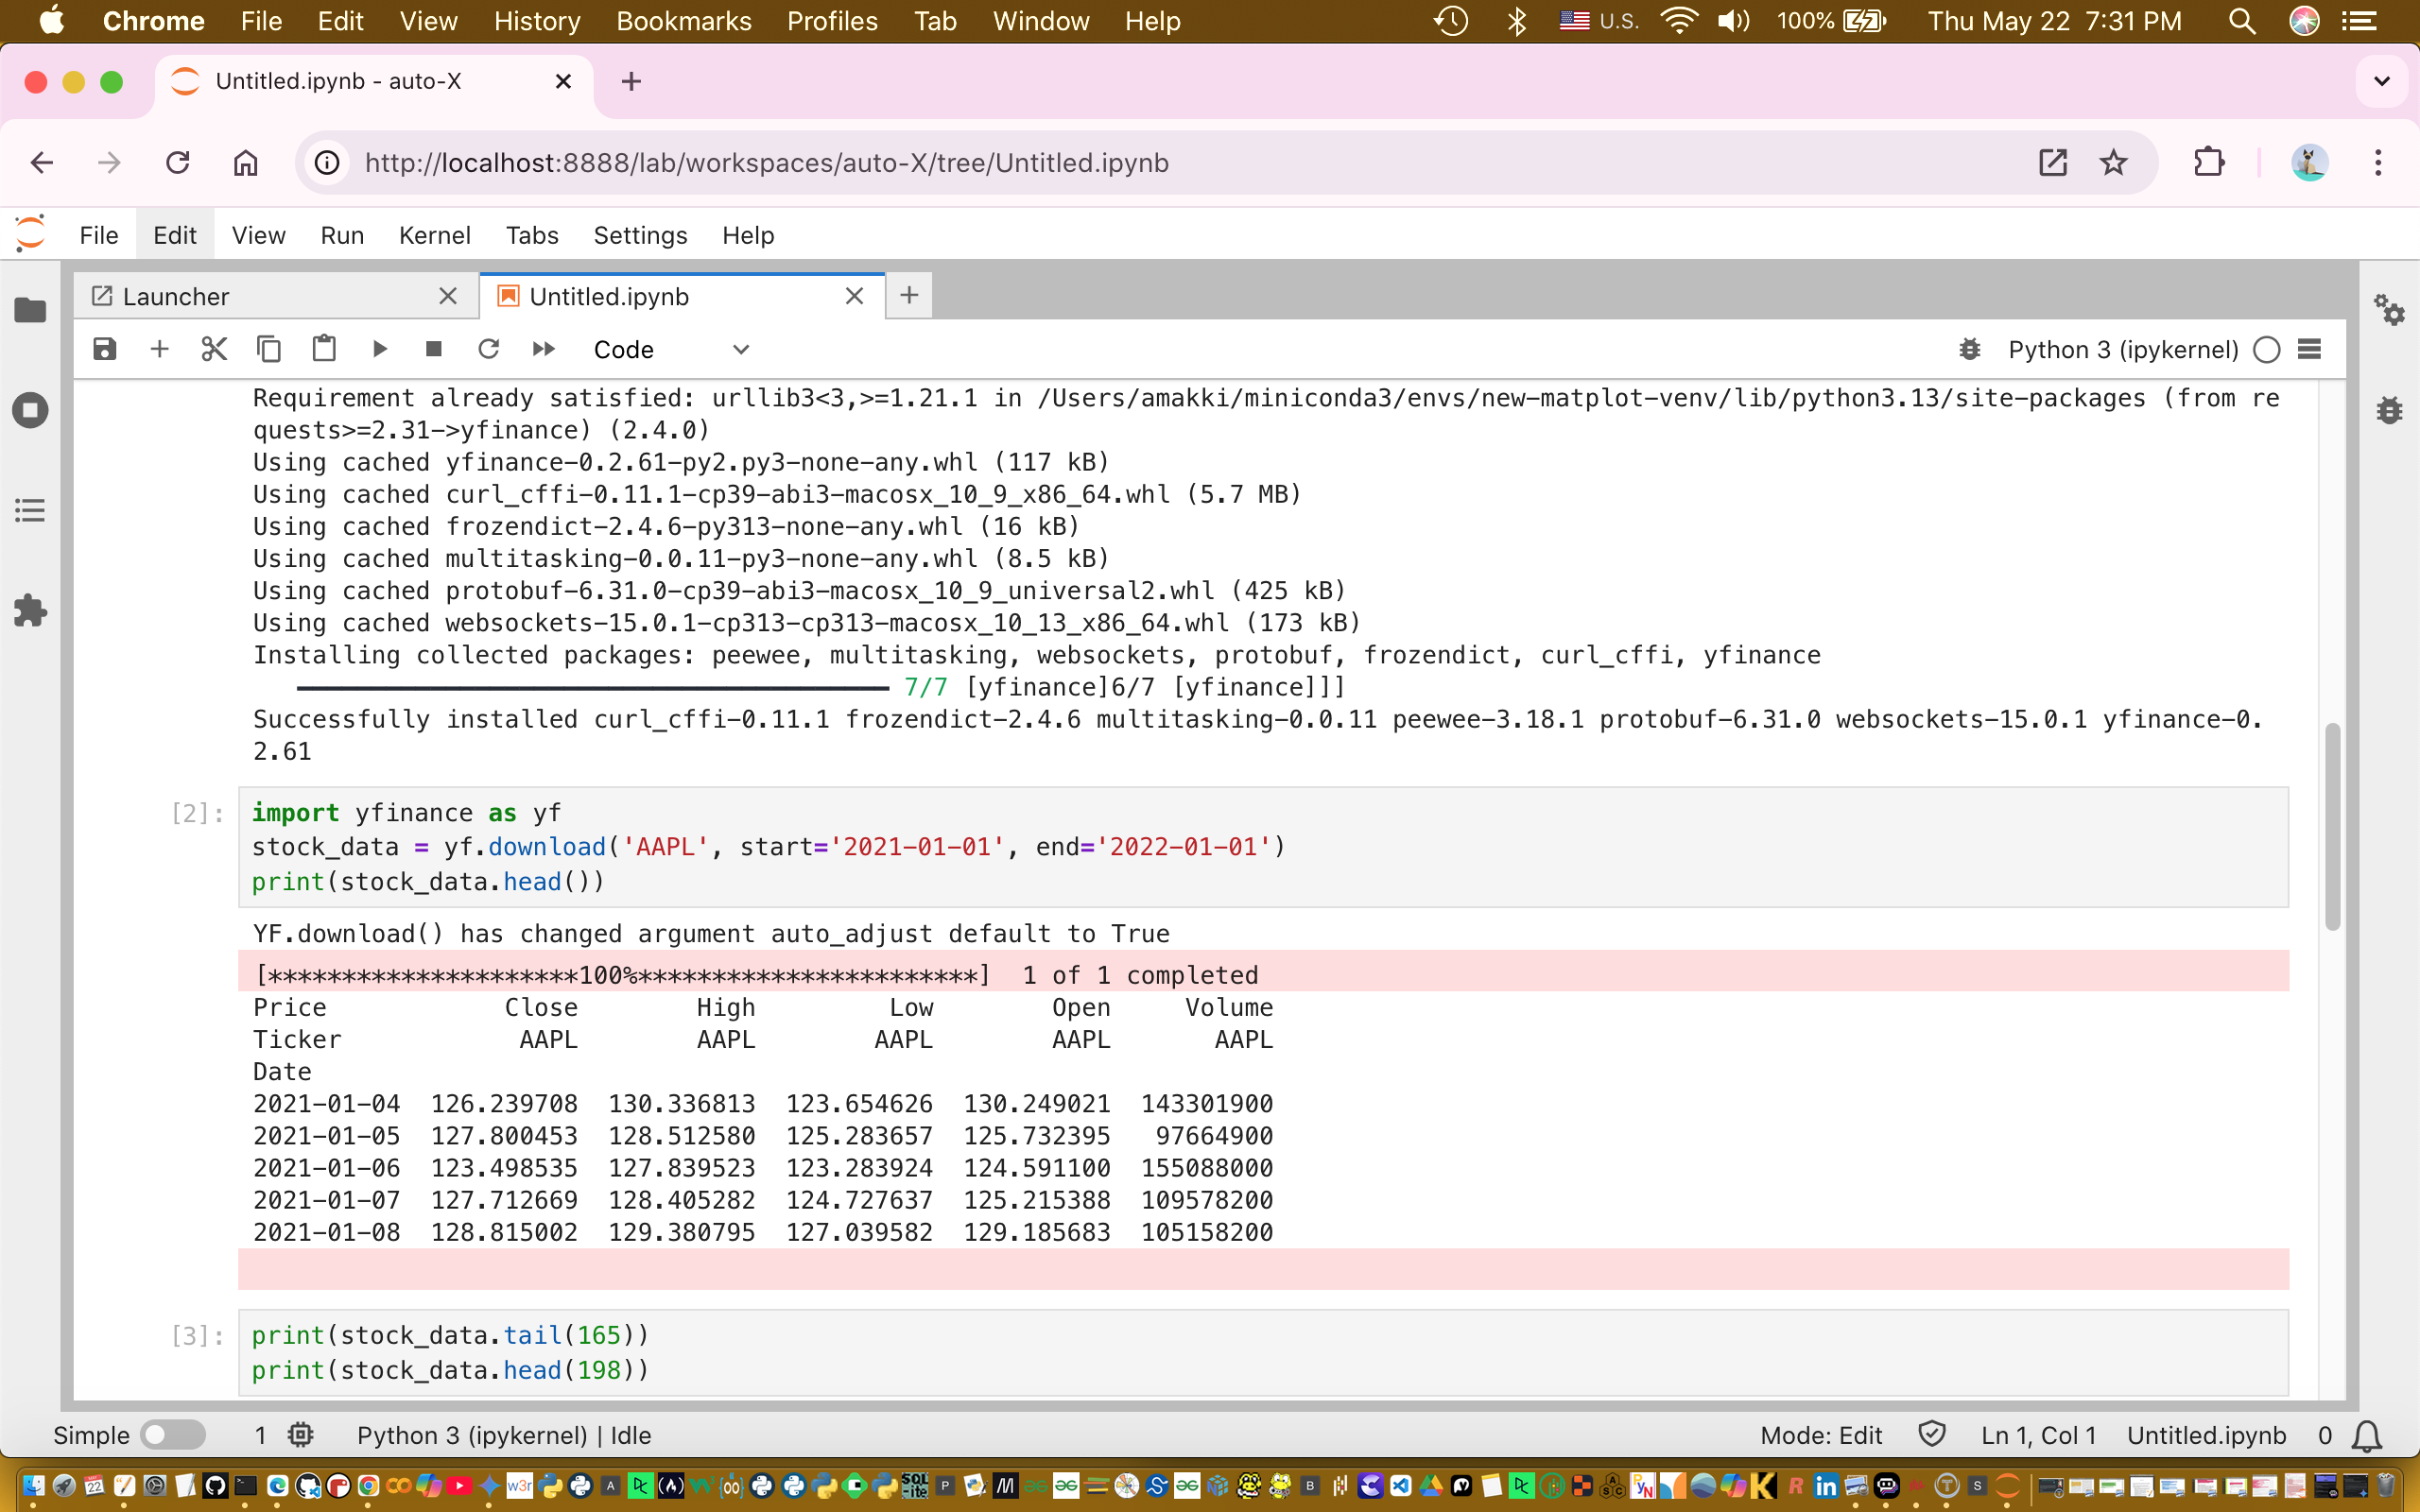 Chrome File Edit View History Bookmarks Profiles Tab Window Help U.S. 100% Thu May 22 7:31 PM
Untitled.ipynb - auto-X
http://localhost:8888/lab/workspaces/auto-X/tree/Untitled.ipynb
File Edit View Run Kernel Tabs Settings Help
Launcher Untitled.ipynb
Code Python 3 (ipykernel)
Requirement already satisfied: urllib3<3,>=1.21.1 in /Users/amakki/miniconda3/envs/new-matplot-venv/lib/python3.13/site-packages (from re
quests>=2.31->yfinance) (2.4.0)
Using cached yfinance-0.2.61-py2.py3-none-any.whl (117 kB)
Using cached curl_cffi-0.11.1-cp39-abi3-macosx_10_9_x86_64.whl (5.7 MB)
Using cached frozendict-2.4.6-py313-none-any.whl (16 kB)
Using cached multitasking-0.0.11-py3-none-any.whl (8.5 kB)
Using cached protobuf-6.31.0-cp39-abi3-macosx_10_9_universal2.whl (425 kB)
Using cached websockets-15.0.1-cp313-cp313-macosx_10_13_x86_64.whl (173 kB)
Installing collected packages: peewee, multitasking, websockets, protobuf, frozendict, curl_cffi, yfinance
7/7 [yfinance]6/7 [yfinance]]]
Successfully installed curl_cffi-0.11.1 frozendict-2.4.6 multitasking-0.0.11 peewee-3.18.1 protobuf-6.31.0 websockets-15.0.1 yfinance-0.
2.61
[2]: import yfinance as yf
stock_data = yf.download('AAPL', start='2021-01-01', end='2022-01-01')
print(stock_data.head())
YF.download() has changed argument auto_adjust default to True
[*********************100%***********************]  1 of 1 completed
Price Close High Low Open Volume
Ticker AAPL AAPL AAPL AAPL AAPL
Date
2021-01-04 126.239708 130.336813 123.654626 130.249021 143301900
2021-01-05 127.800453 128.512580 125.283657 125.732395 97664900
2021-01-06 123.498535 127.839523 123.283924 124.591100 155088000
2021-01-07 127.712669 128.405282 124.727637 125.215388 109578200
2021-01-08 128.815002 129.380795 127.039582 129.185683 105158200
[3]: print(stock_data.tail(165))
print(stock_data.head(198))
Simple 1 Python 3 (ipykernel) | Idle Mode: Edit Ln 1, Col 1 Untitled.ipynb 0